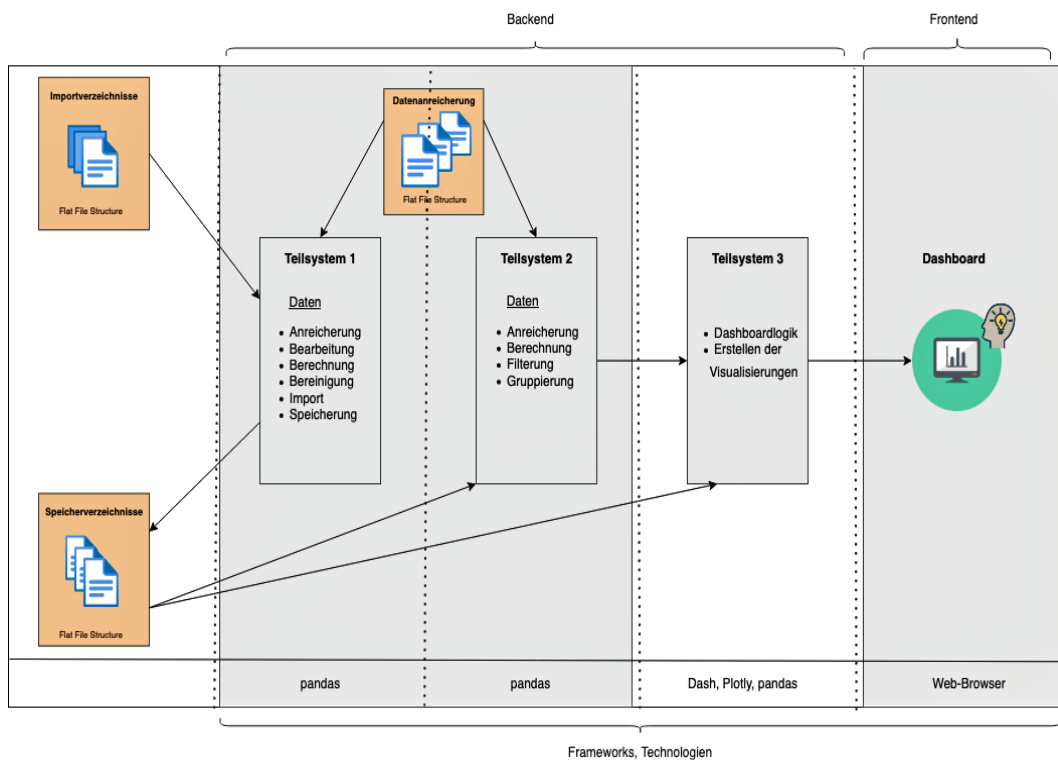 Backend
Frontend
Importverzeichnisse
Flat File Structure
Datenanreicherung
Flat File Structure
Teilsystem 1
Daten
• Anreicherung
• Bearbeitung
• Berechnung
• Bereinigung
• Import
• Speicherung
Teilsystem 2
Daten
• Anreicherung
• Berechnung
• Filterung
• Gruppierung
Teilsystem 3
• Dashboardlogik
• Erstellen der
Visualisierungen
Dashboard
Speicherverzeichnisse
Flat File Structure
pandas
pandas
Dash, Plotly, pandas
Web-Browser
Frameworks, Technologien